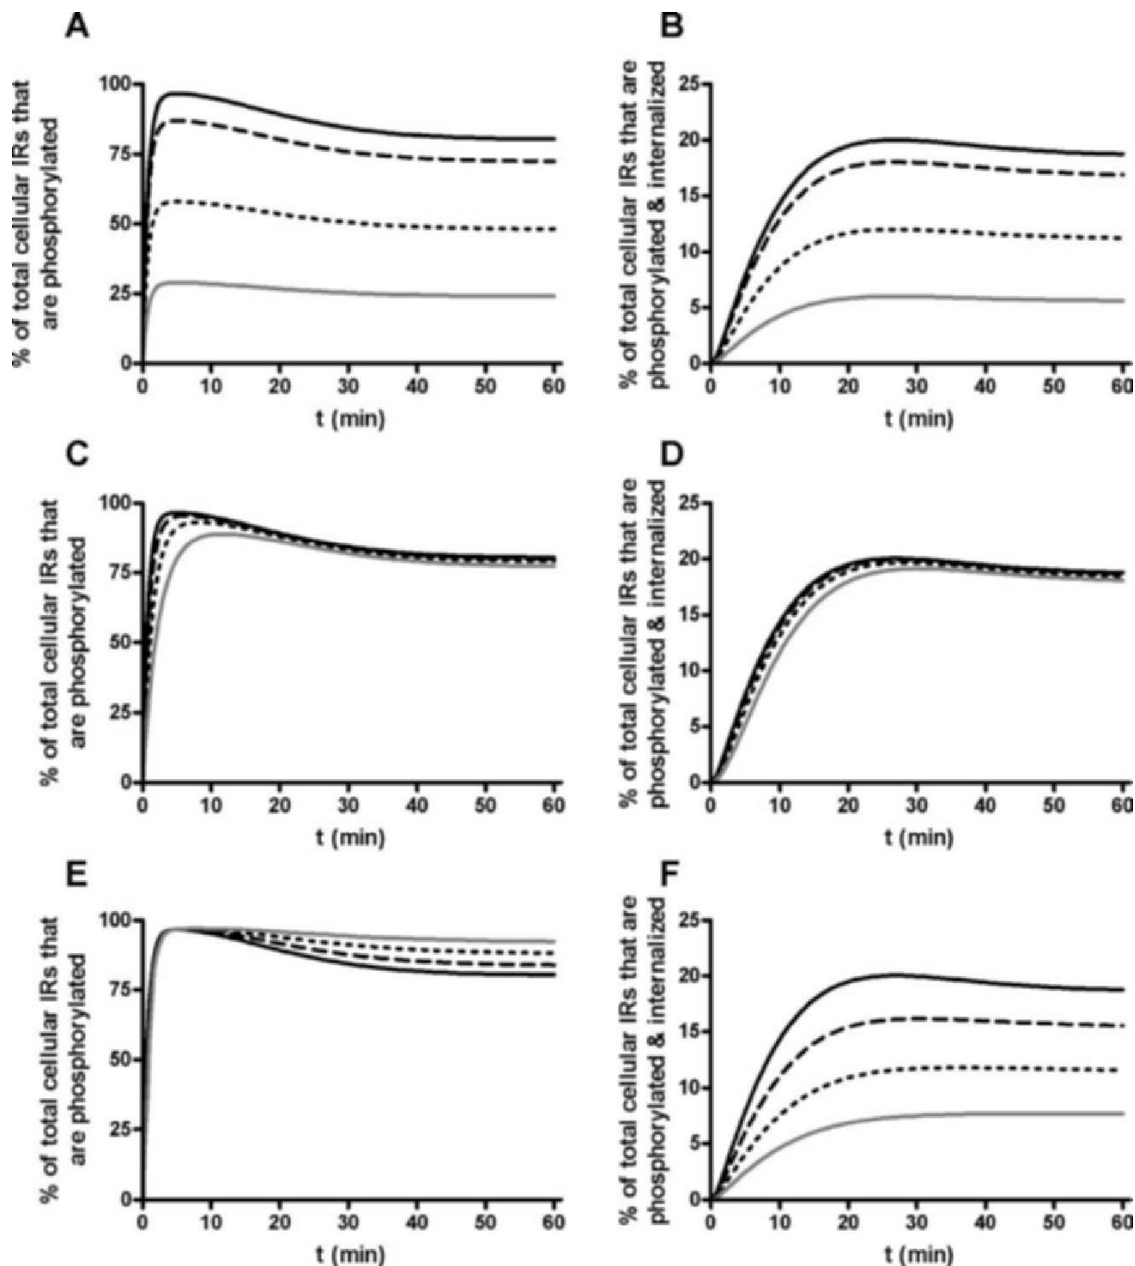 A
% of total cellular IRs that
are phosphorylated
100
75
50
25
0
0 10 20 30 40 50 60
t (min)
B
% of total cellular IRs that are
phosphorylated & internalized
25
20
15
10
5
0
0 10 20 30 40 50 60
t (min)
C
% of total cellular IRs that
are phosphorylated
100
75
50
25
0
0 10 20 30 40 50 60
t (min)
D
% of total cellular IRs that are
phosphorylated & internalized
25
20
15
10
5
0
0 10 20 30 40 50 60
t (min)
E
% of total cellular IRs that
are phosphorylated
100
75
50
25
0
0 10 20 30 40 50 60
t (min)
F
% of total cellular IRs that are
phosphorylated & internalized
25
20
15
10
5
0
0 10 20 30 40 50 60
t (min)